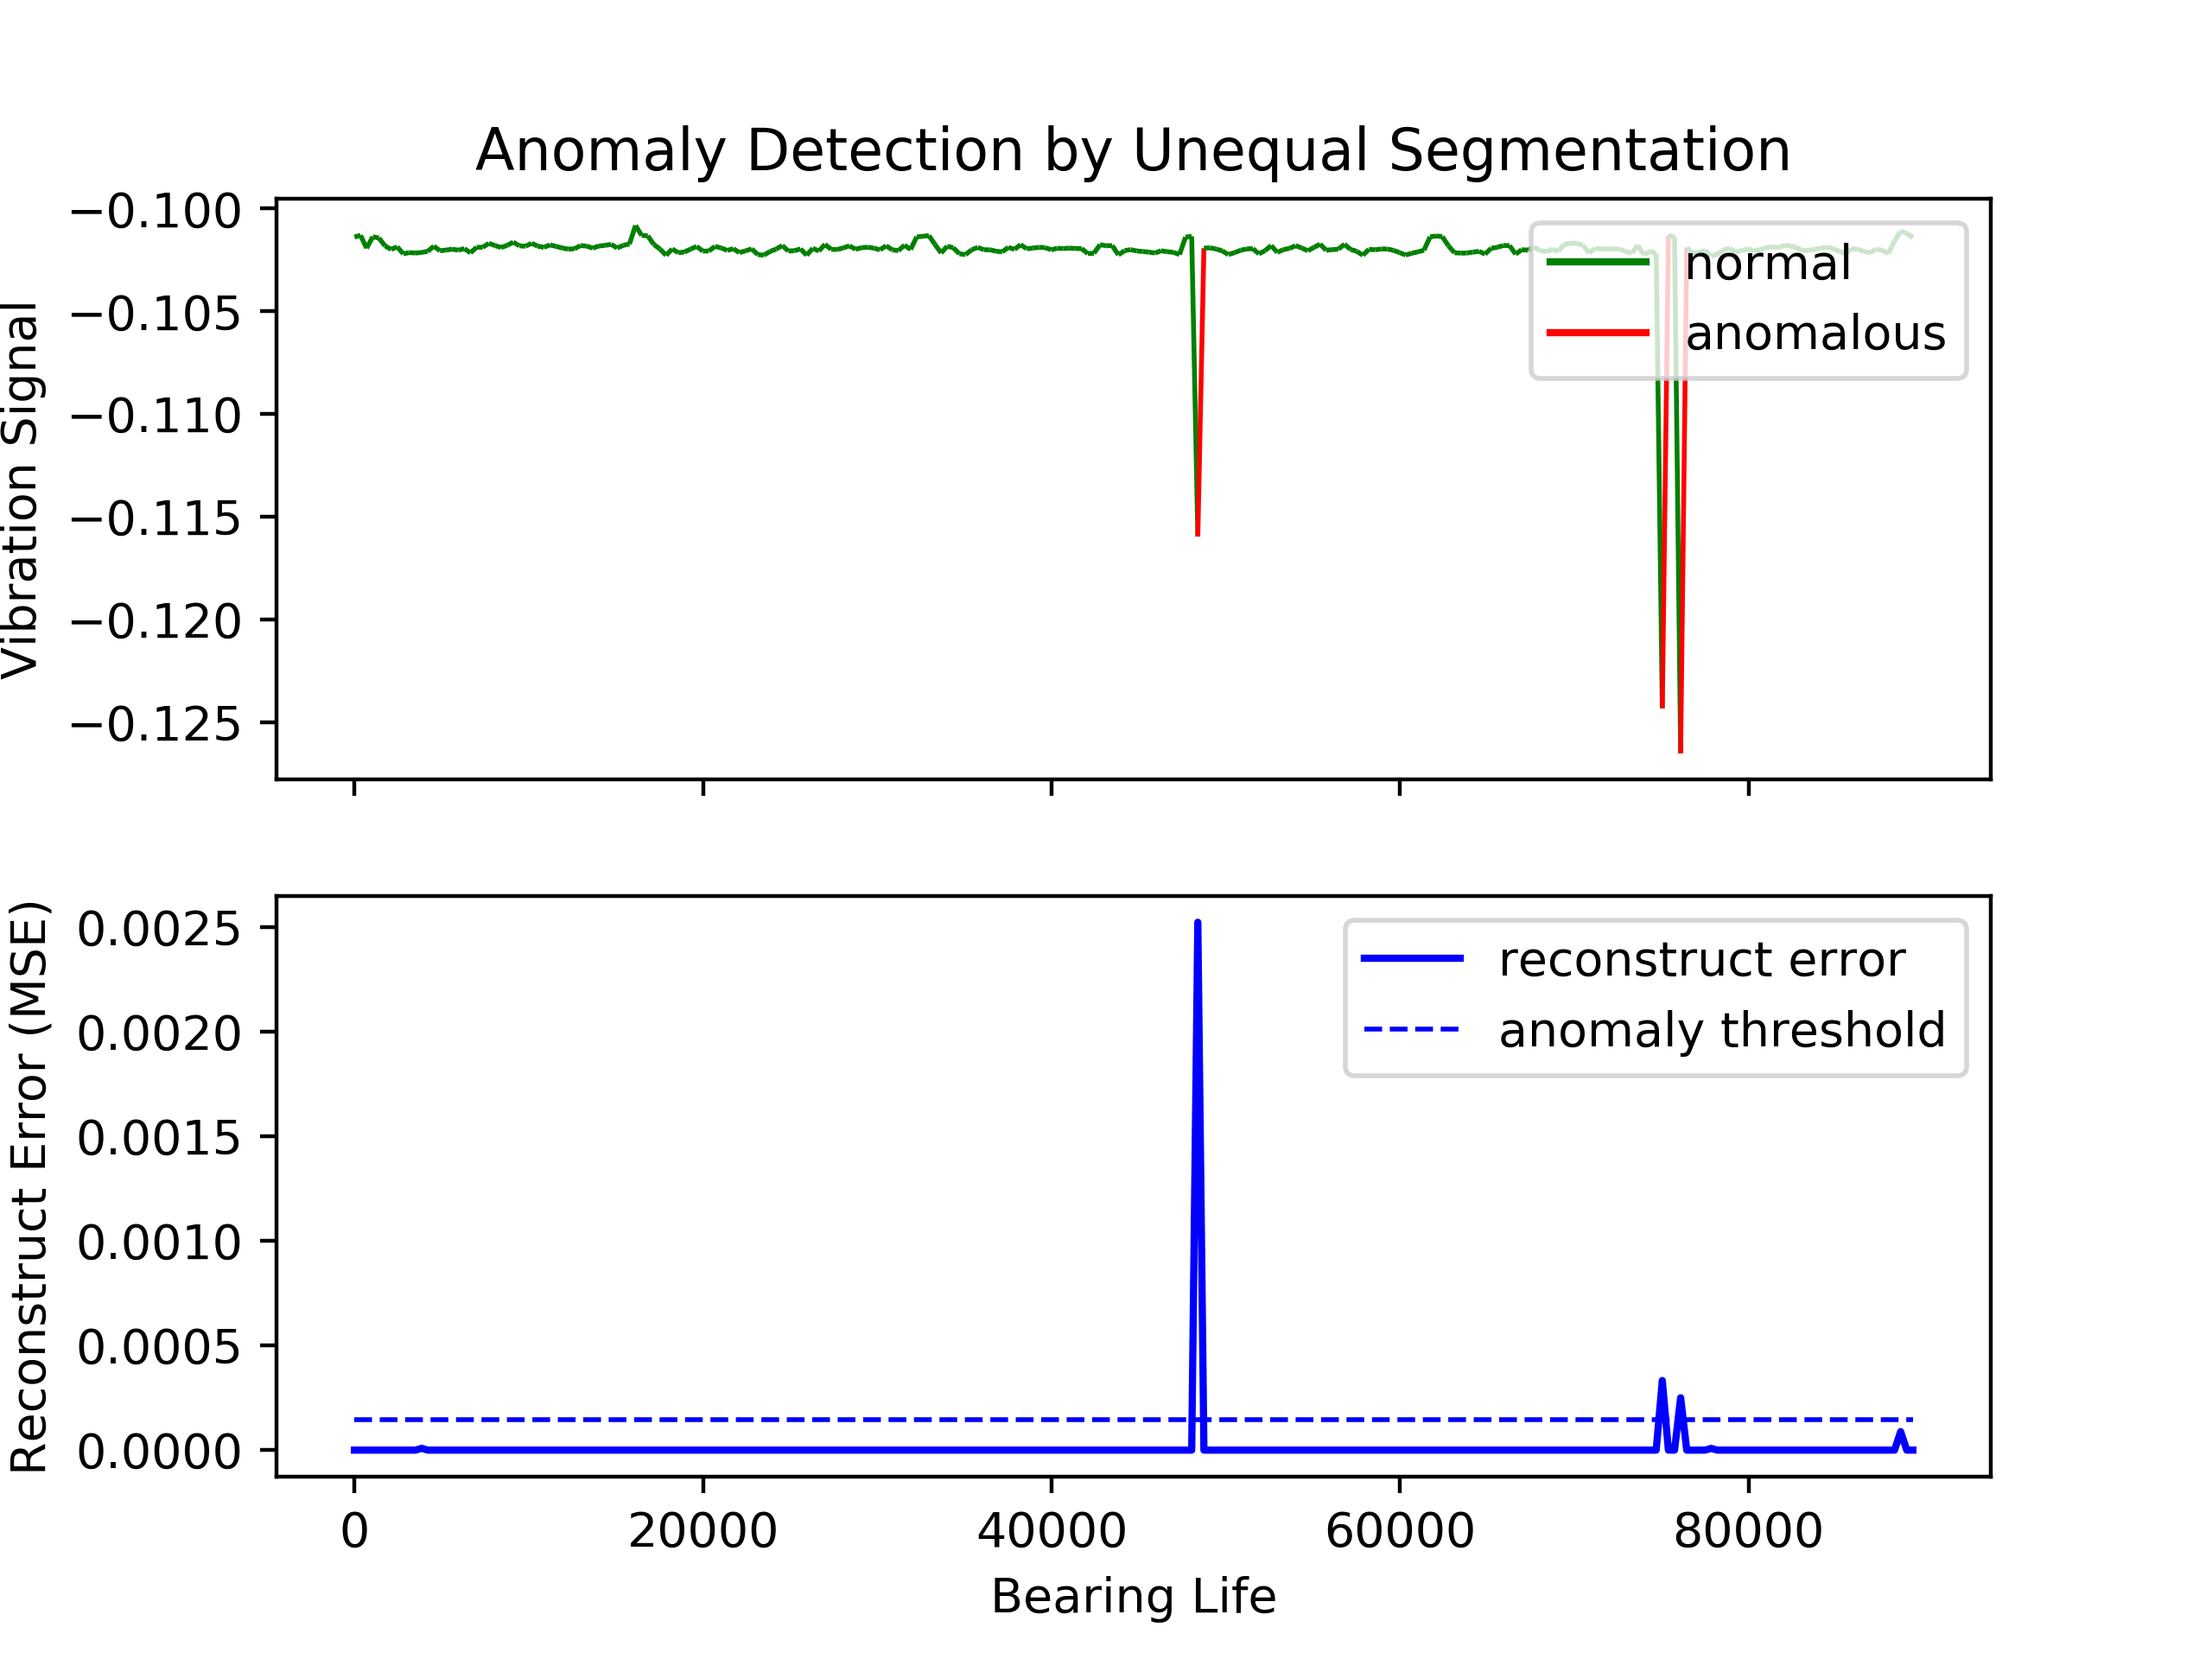 Anomaly Detection by Unequal Segmentation
−0.100
−0.105
−0.110
−0.115
−0.120
−0.125
Vibration Signal
normal
anomalous
0.0025
0.0020
0.0015
0.0010
0.0005
0.0000
Reconstruct Error (MSE)
reconstruct error
anomaly threshold
0 20000 40000 60000 80000
Bearing Life